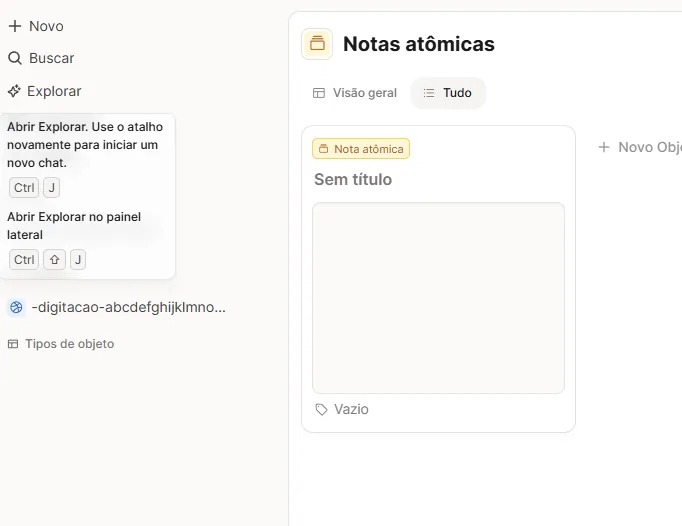 Novo
Buscar
Explorar
Abrir Explorar. Use o atalho
novamente para iniciar um
novo chat.
Ctrl J
Abrir Explorar no painel
lateral
Ctrl ⇧ J
-digitacao-abcdefghijklmno...
Tipos de objeto
Notas atômicas
Visão geral
Tudo
Nota atômica
Sem título
Vazio
Novo Obje